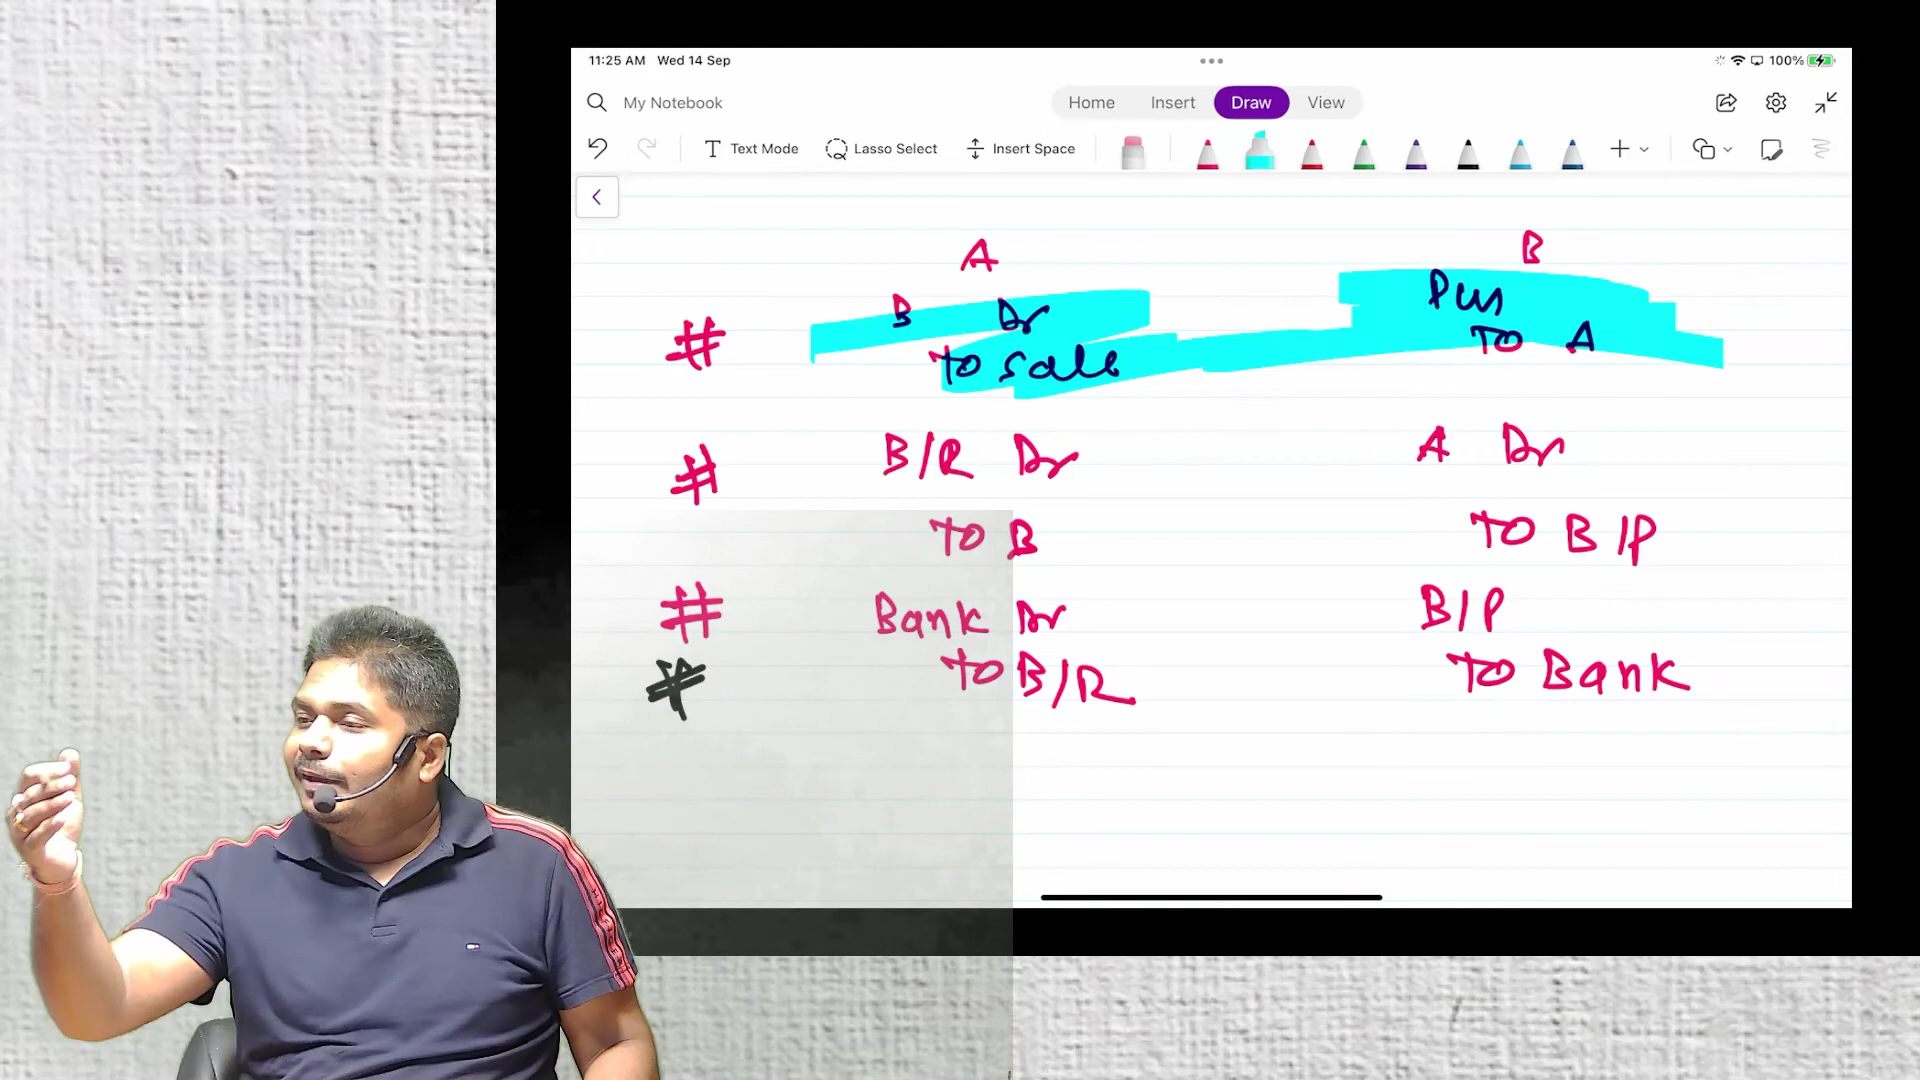 11:25 AM Wed 14 Sep
100%
My Notebook
Home Insert Draw View
Text Mode Lasso Select Insert Space
A B
# B Dr Pur
To Sale To A
# B/R Dr A Dr
To B To B/P
# Bank Dr B/P
# To B/R To Bank